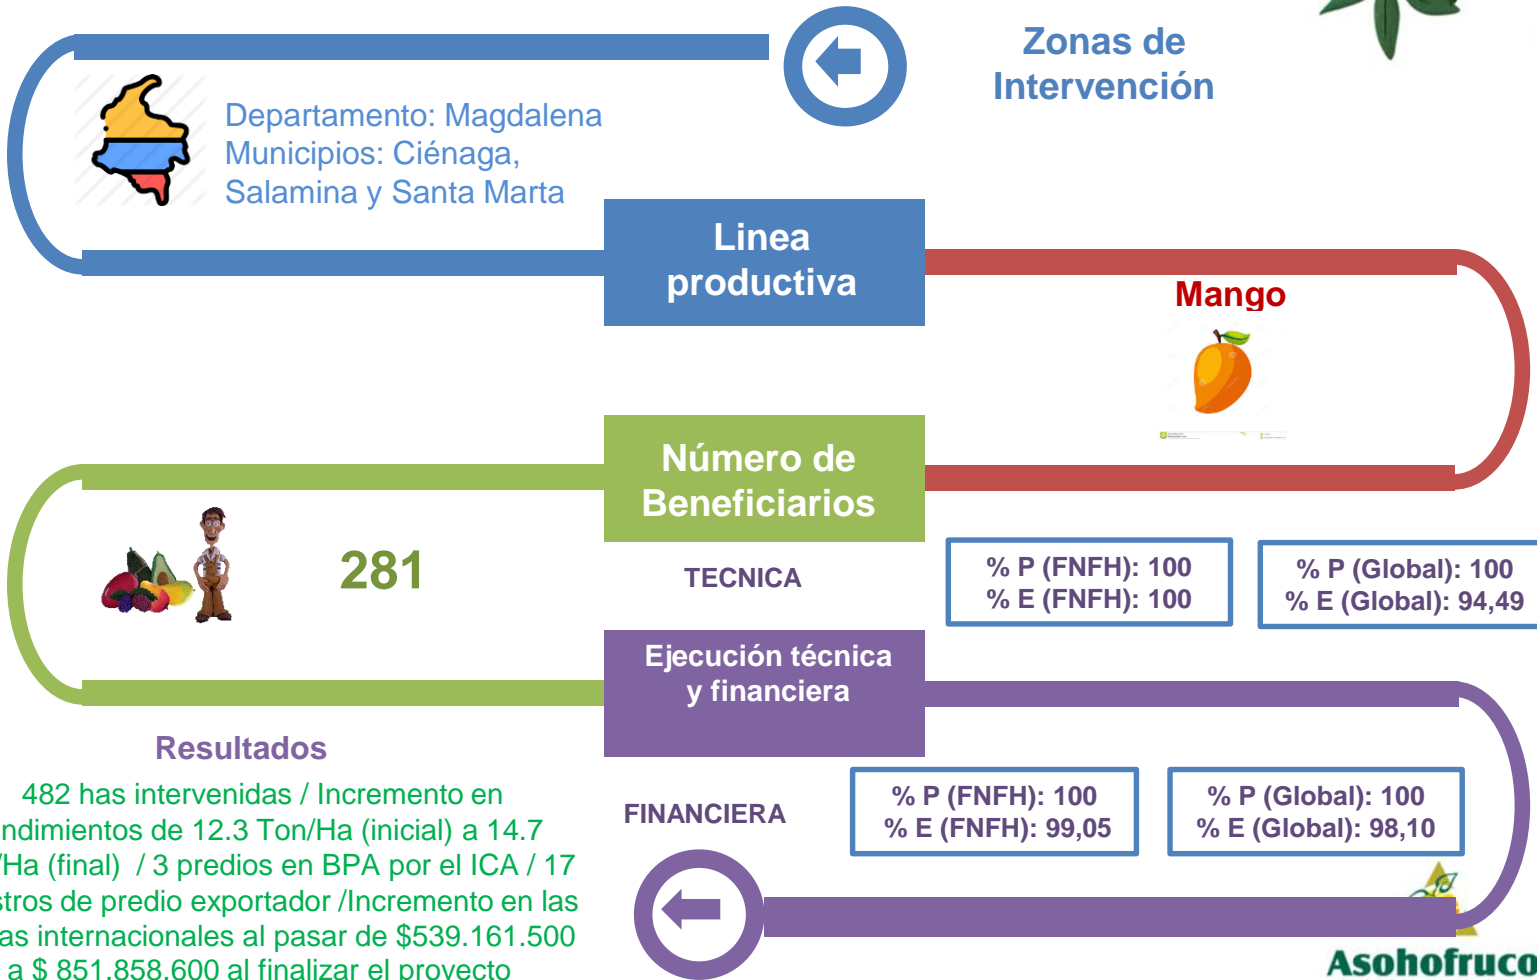 Zonas de
Intervención
Departamento: Magdalena
Municipios: Ciénaga,
Salamina y Santa Marta
Linea
productiva
Mango
Número de
Beneficiarios
281
TECNICA
% P (FNFH): 100
% E (FNFH): 100
% P (Global): 100
% E (Global): 94,49
Ejecución técnica
y financiera
Resultados
482 has intervenidas / Incremento en
ndimientos de 12.3 Ton/Ha (inicial) a 14.7
/Ha (final) / 3 predios en BPA por el ICA / 17
stros de predio exportador /Incremento en las
as internacionales al pasar de $539.161.500
a $ 851.858.600 al finalizar el proyecto
FINANCIERA
% P (FNFH): 100
% E (FNFH): 99,05
% P (Global): 100
% E (Global): 98,10
Asohofruco